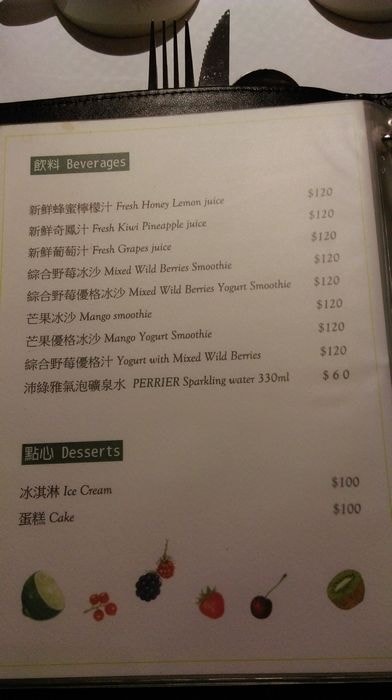 飲料 Beverages
新鮮蜂蜜檸檬汁 Fresh Honey Lemon juice $120
新鮮奇鳳汁 Fresh Kiwi Pineapple juice $120
新鮮葡萄汁 Fresh Grapes juice $120
綜合野莓冰沙 Mixed Wild Berries Smoothie $120
綜合野莓優格冰沙 Mixed Wild Berries Yogurt Smoothie $120
芒果冰沙 Mango smoothie $120
芒果優格冰沙 Mango Yogurt Smoothie $120
綜合野莓優格汁 Yogurt with Mixed Wild Berries $120
沛綠雅氣泡礦泉水 PERRIER Sparkling water 330ml $60
點心 Desserts
冰淇淋 Ice Cream $100
蛋糕 Cake $100